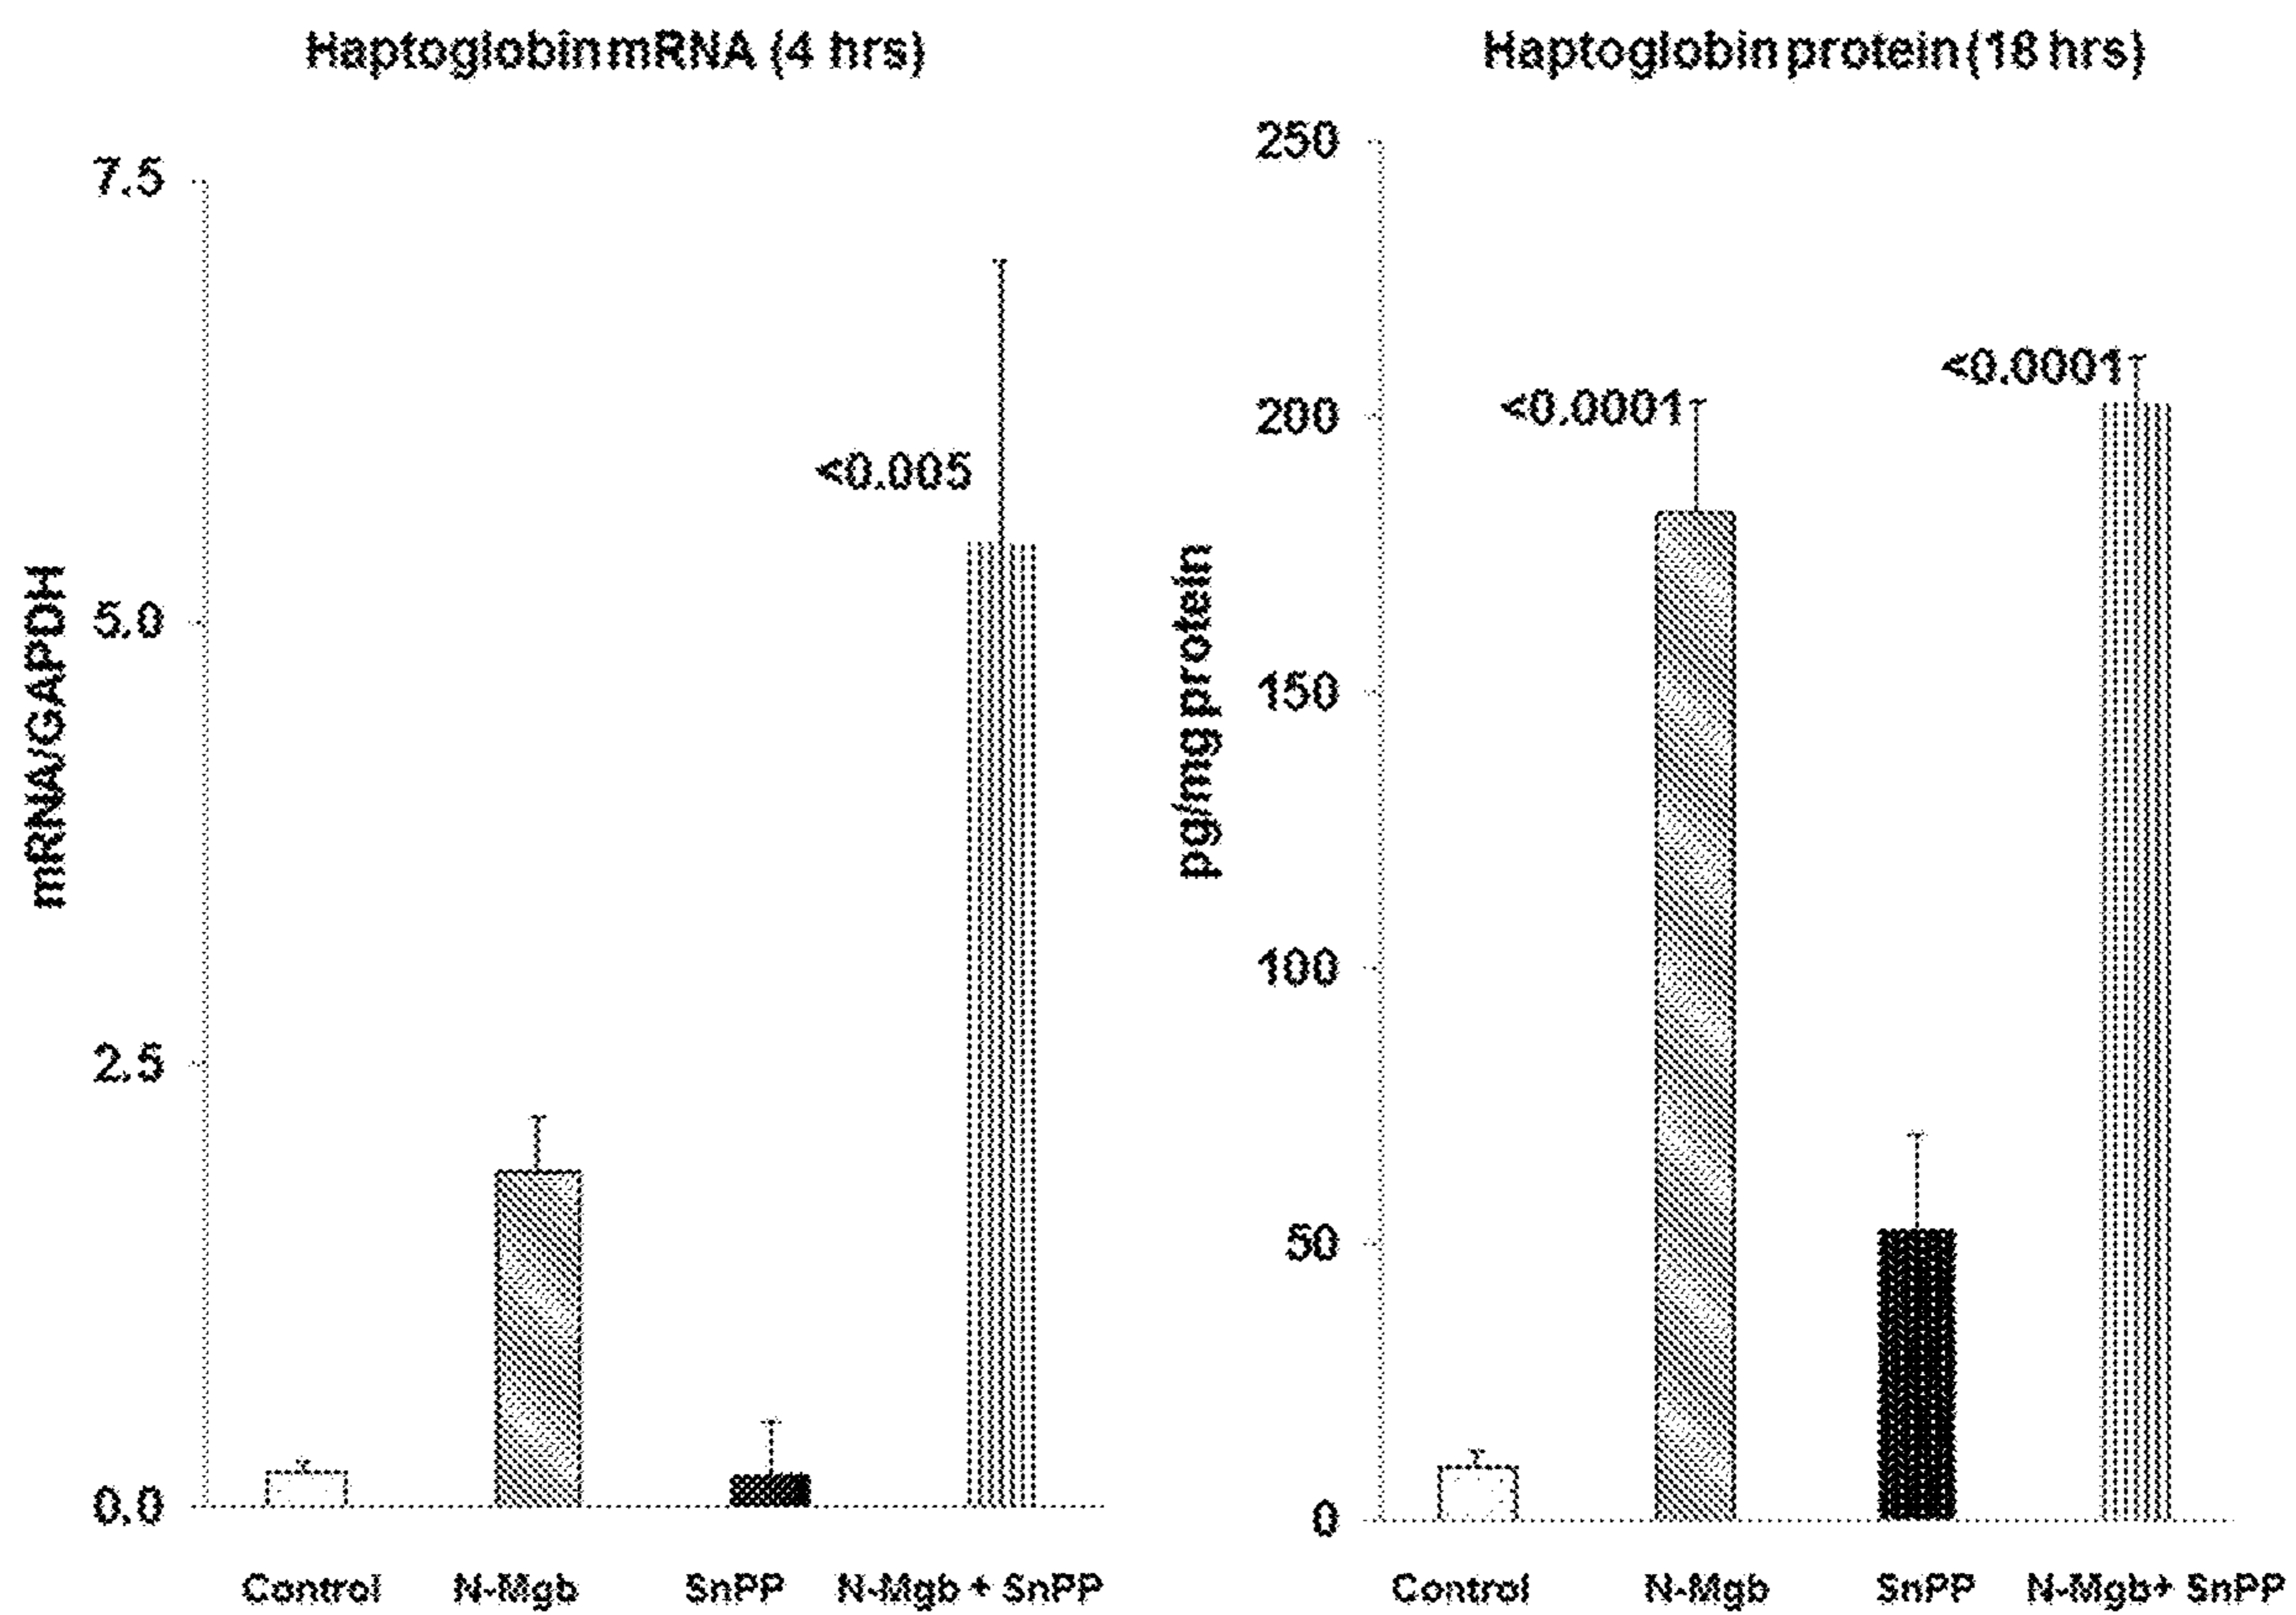 Haptoglobin mRNA (4 hrs)
7.5
5.0
2.5
0.0
mRNA/GAPDH
<0.005
Control
N-Mgb
SnPP
N-Mgb + SnPP
Haptoglobin protein (18 hrs)
250
200
150
100
50
0
pg/mg protein
<0.0001
<0.0001
Control
N-Mgb
SnPP
N-Mgb+ SnPP